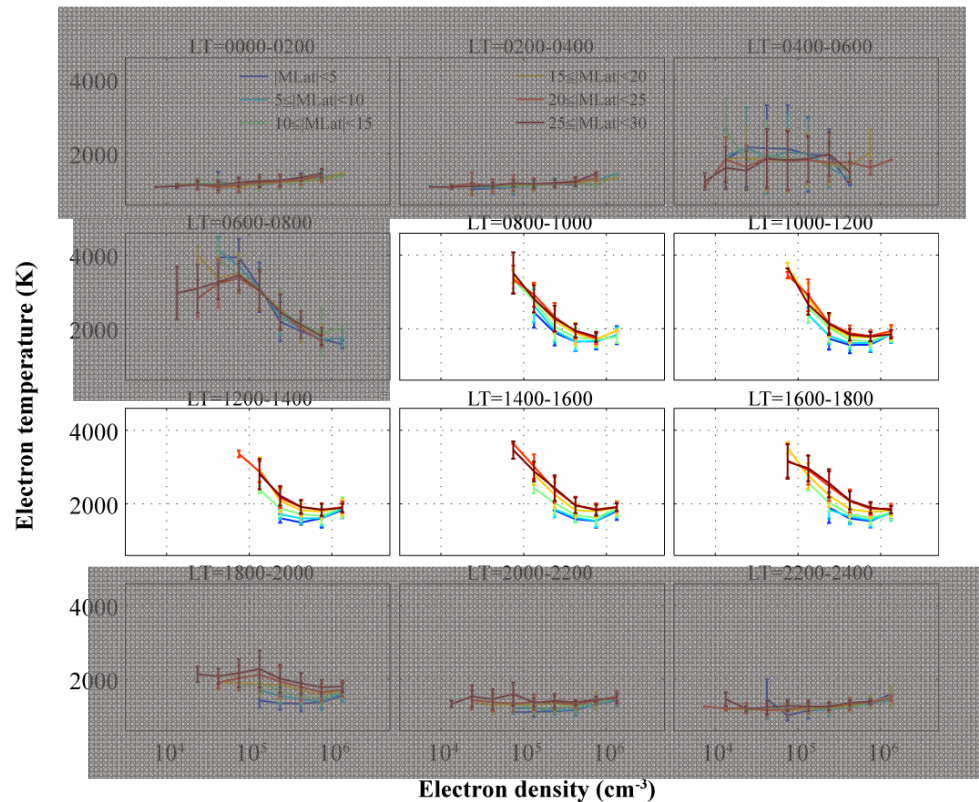 LT=0000-0200 LT=0200-0400 LT=0400-0600
4000
|MLat|<5 15≤|MLat|<20
5≤|MLat|<10 20≤|MLat|<25
10≤|MLat|<15 25≤|MLat|<30
2000
LT=0600-0800 LT=0800-1000 LT=1000-1200
4000
2000
Electron temperature (K)
LT=1200-1400 LT=1400-1600 LT=1600-1800
4000
2000
LT=1800-2000 LT=2000-2200 LT=2200-2400
4000
2000
10⁴ 10⁵ 10⁶ 10⁴ 10⁵ 10⁶ 10⁴ 10⁵ 10⁶
Electron density (cm⁻³)